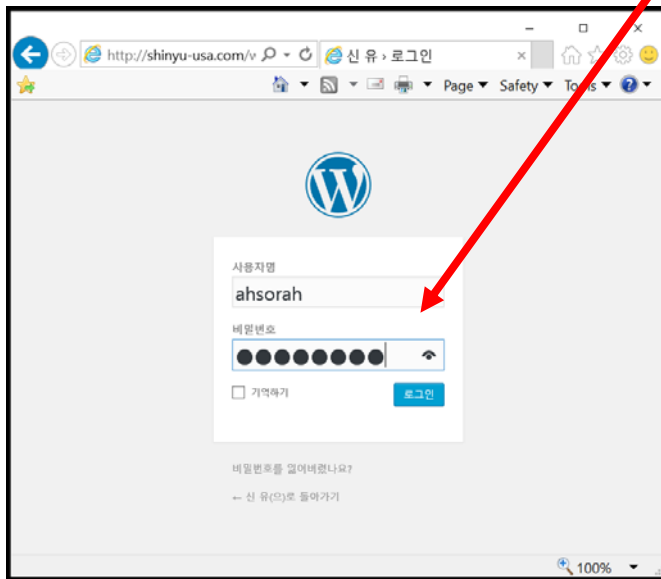 http://shinyu-usa.com/v
신 유 › 로그인
Page Safety Tools
사용자명
ahsorah
비밀번호
기억하기
로그인
비밀번호를 잃어버렸나요?
← 신 유(으)로 돌아가기
100%